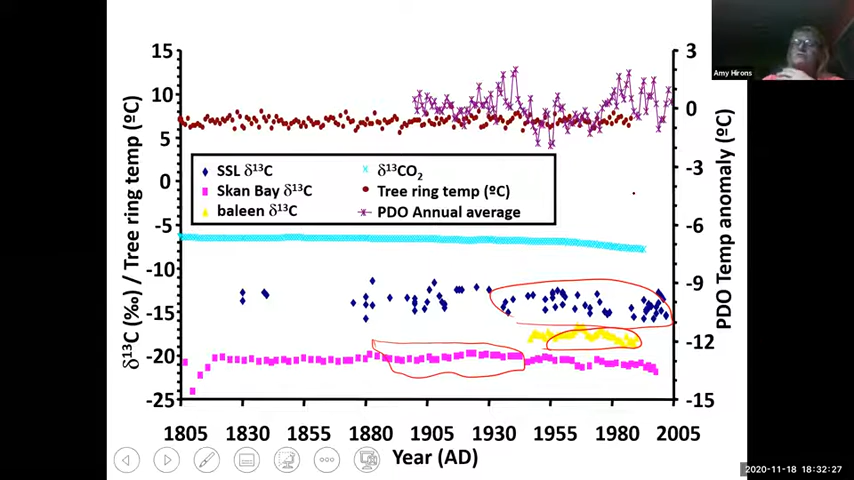 15
10
5
0
-5
-10
-15
-20
-25
δ¹³C (‰) / Tree ring temp (ºC)
SSL δ¹³C
Skan Bay δ¹³C
baleen δ¹³C
δ¹³CO₂
Tree ring temp (ºC)
PDO Annual average
3
0
-3
-6
-9
-12
-15
PDO Temp anomaly (ºC)
1805 1830 1855 1880 1905 1930 1955 1980 2005
Year (AD)
Amy Hirons
2020-11-18 18:32:27